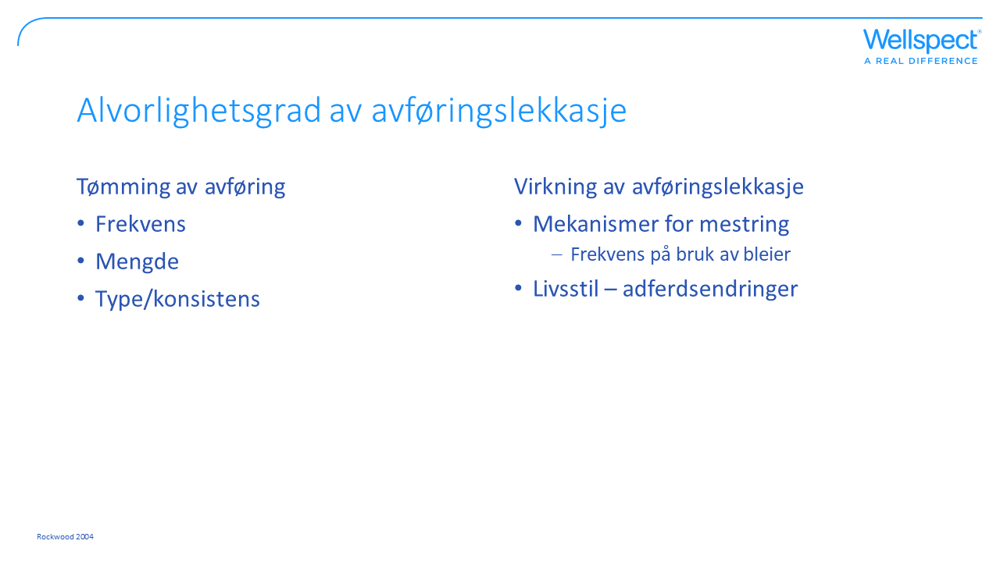 Wellspect®
A REAL DIFFERENCE
Alvorlighetsgrad av avføringslekkasje
Tømming av avføring
• Frekvens
• Mengde
• Type/konsistens
Virkning av avføringslekkasje
• Mekanismer for mestring
– Frekvens på bruk av bleier
• Livsstil – adferdsendringer
Rockwood 2004